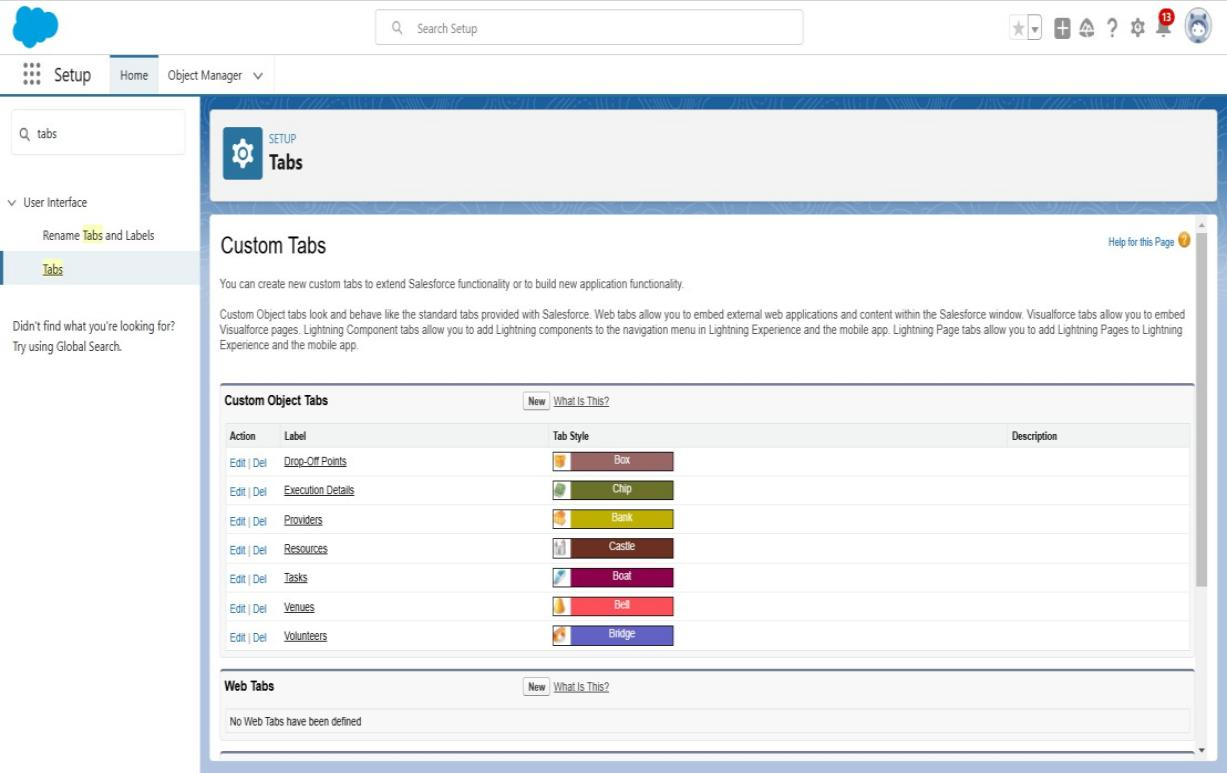 Search Setup
13
Setup
Home
Object Manager
tabs
User Interface
Rename Tabs and Labels
Tabs
Didn't find what you're looking for?
Try using Global Search.
SETUP
Tabs
Custom Tabs
Help for this Page
You can create new custom tabs to extend Salesforce functionality or to build new application functionality.
Custom Object tabs look and behave like the standard tabs provided with Salesforce. Web tabs allow you to embed external web applications and content within the Salesforce window. Visualforce tabs allow you to embed
Visualforce pages. Lightning Component tabs allow you to add Lightning components to the navigation menu in Lightning Experience and the mobile app. Lightning Page tabs allow you to add Lightning Pages to Lightning
Experience and the mobile app.
Custom Object Tabs New What Is This?
Action Label Tab Style Description
Edit | Del Drop-Off Points Box
Edit | Del Execution Details Chip
Edit | Del Providers Bank
Edit | Del Resources Castle
Edit | Del Tasks Boat
Edit | Del Venues Bell
Edit | Del Volunteers Bridge
Web Tabs New What Is This?
No Web Tabs have been defined